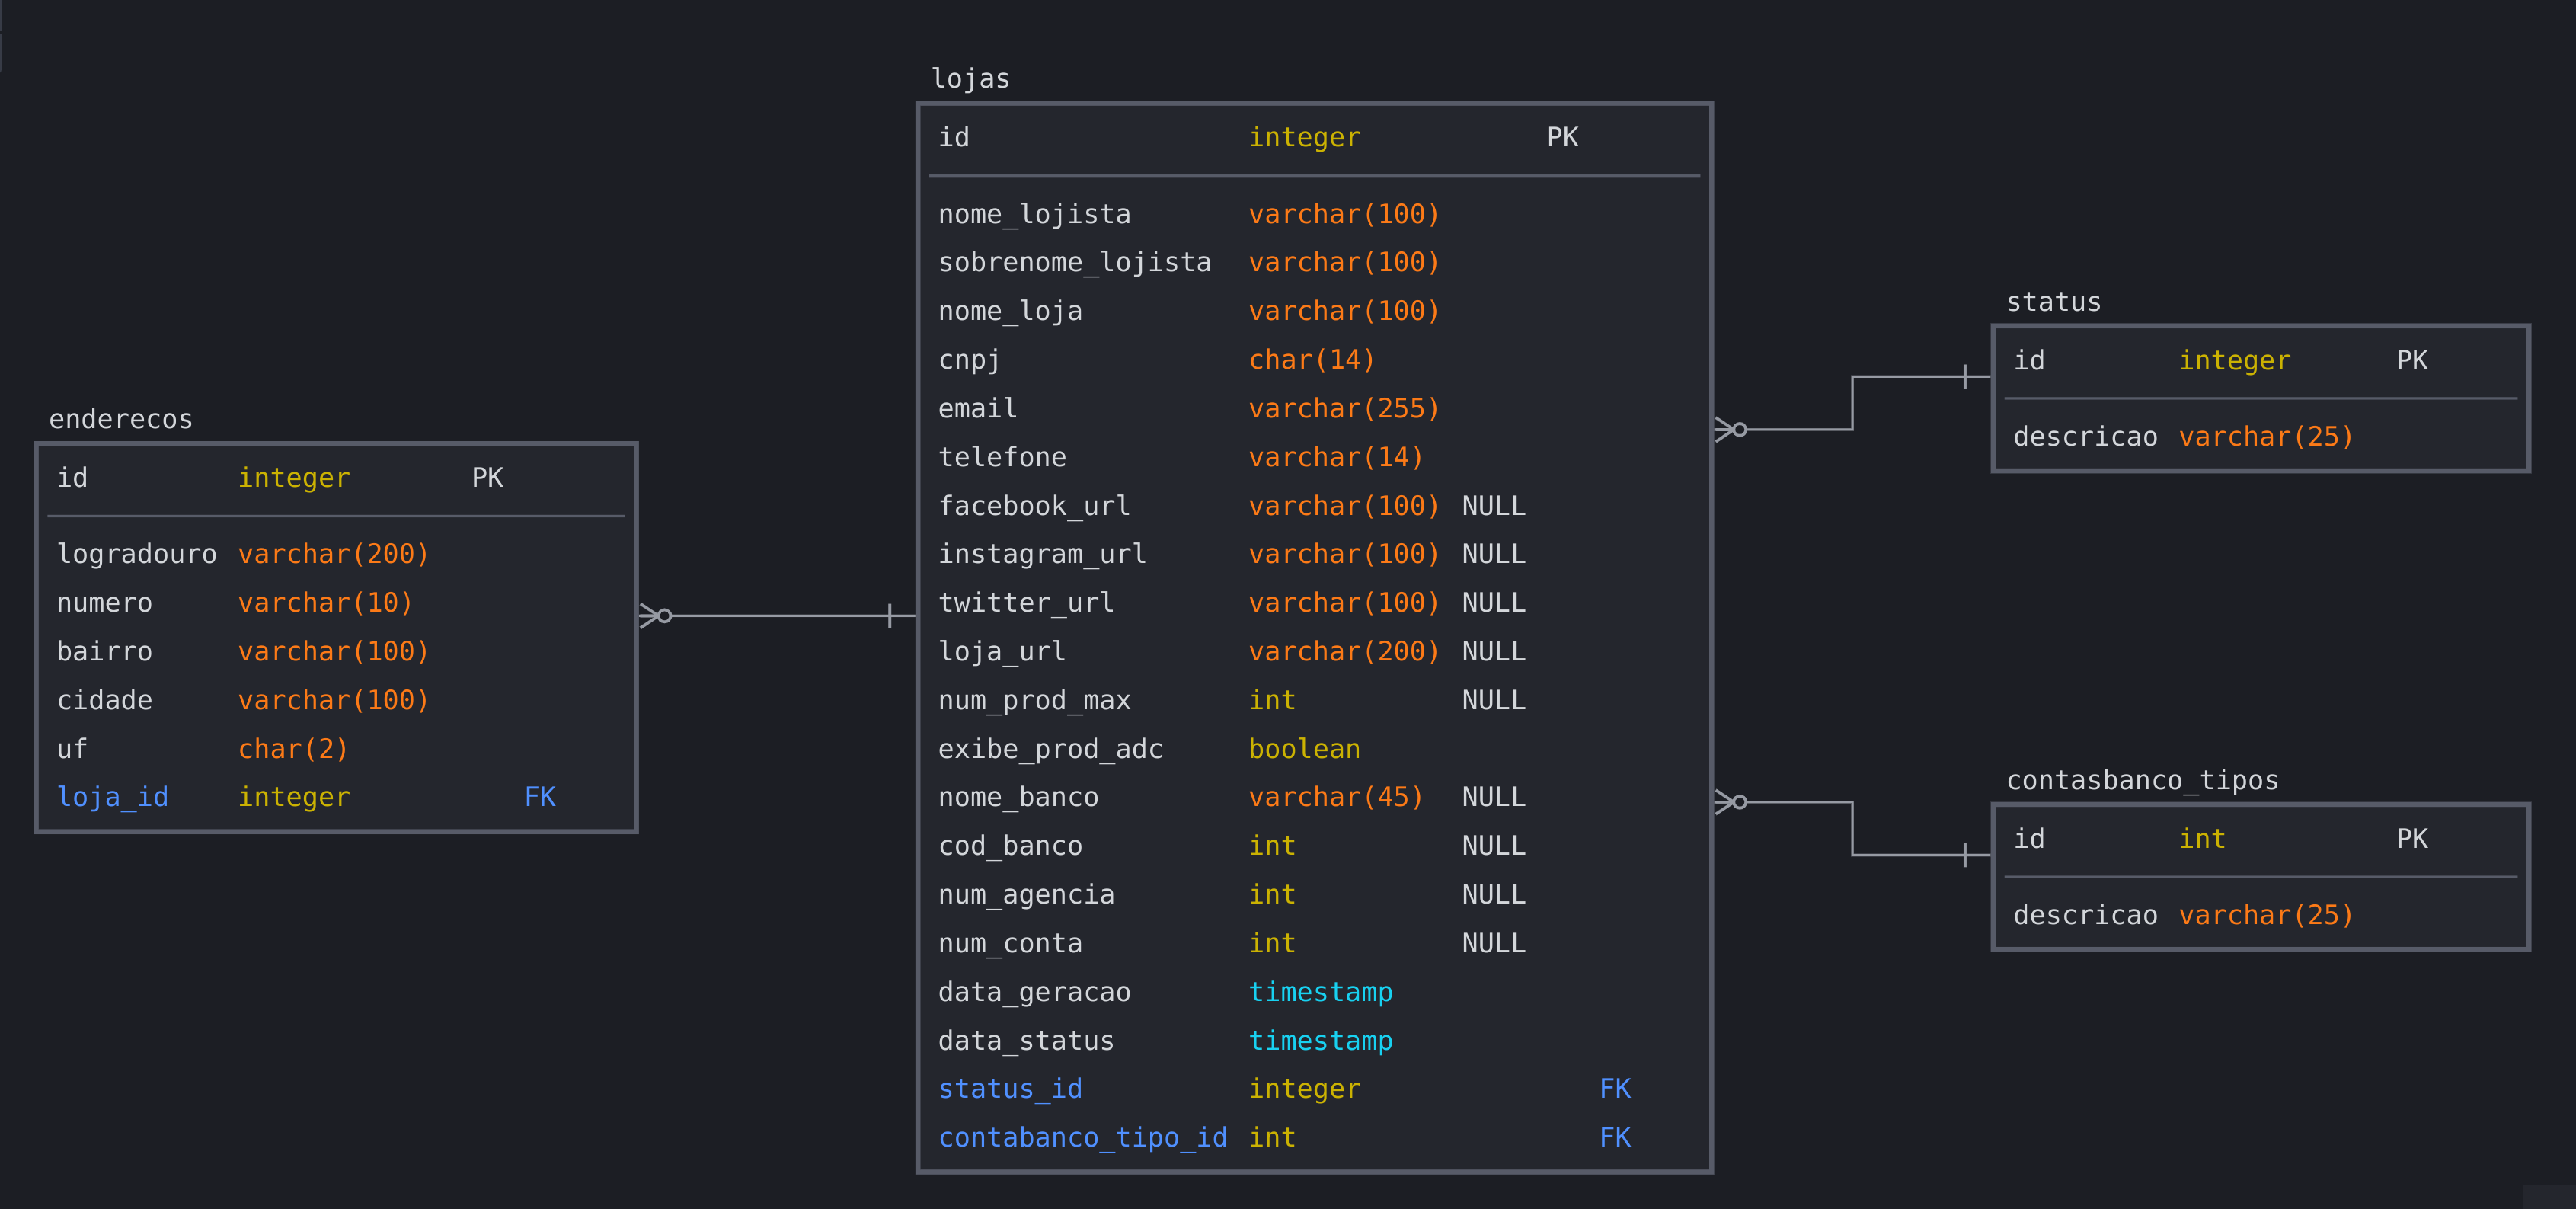 lojas
id integer PK
nome_lojista varchar(100)
sobrenome_lojista varchar(100)
nome_loja varchar(100)
cnpj char(14)
email varchar(255)
telefone varchar(14)
facebook_url varchar(100) NULL
instagram_url varchar(100) NULL
twitter_url varchar(100) NULL
loja_url varchar(200) NULL
num_prod_max int NULL
exibe_prod_adc boolean
nome_banco varchar(45) NULL
cod_banco int NULL
num_agencia int NULL
num_conta int NULL
data_geracao timestamp
data_status timestamp
status_id integer FK
contabanco_tipo_id int FK
enderecos
id integer PK
logradouro varchar(200)
numero varchar(10)
bairro varchar(100)
cidade varchar(100)
uf char(2)
loja_id integer FK
status
id integer PK
descricao varchar(25)
contasbanco_tipos
id int PK
descricao varchar(25)